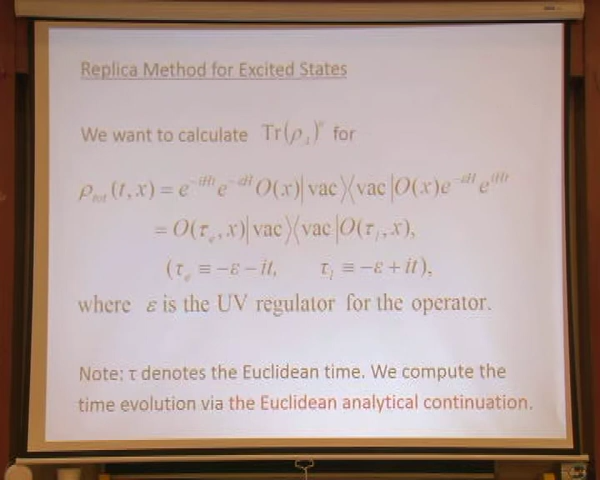 Replica Method for Excited States
We want to calculate Tr(ρ_A)^n for
ρ_tot(t, x) = e^{-iHt} e^{-εH} O(x)|vac⟩⟨vac|O(x)e^{-εH} e^{iHt}
= O(τ_e, x)|vac⟩⟨vac|O(τ_l, x),
(τ_e ≡ -ε - it, τ_l ≡ -ε + it),
where ε is the UV regulator for the operator.
Note: τ denotes the Euclidean time. We compute the
time evolution via the Euclidean analytical continuation.